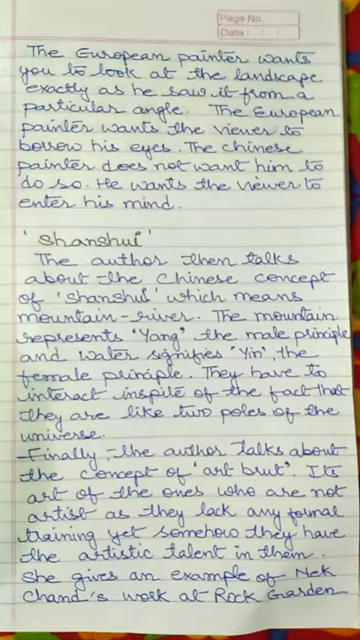 Page No.
Date
The European painter wants
you to look at the landscape
exactly as he saw it from a
particular angle. The European
painter wants the viewer to
borrow his eyes. The chinese
painter does not want him to
do so. He wants the viewer to
enter his mind.
'Shanshui'
The author then talks
about the Chinese concept
of 'Shanshui' which means
mountain-river. The mountain
represents 'Yang' the male principle
and water signifies 'Yin', the
female principle. They have to
interact inspite of the fact that
they are like two poles of the
universe.
Finally the author talks about
the concept of 'art brut'. Its
art of the ones who are not
artist as they lack any formal
training yet somehow they have
the artistic talent in them.
She gives an example of Nek
Chand's work at Rock Garden